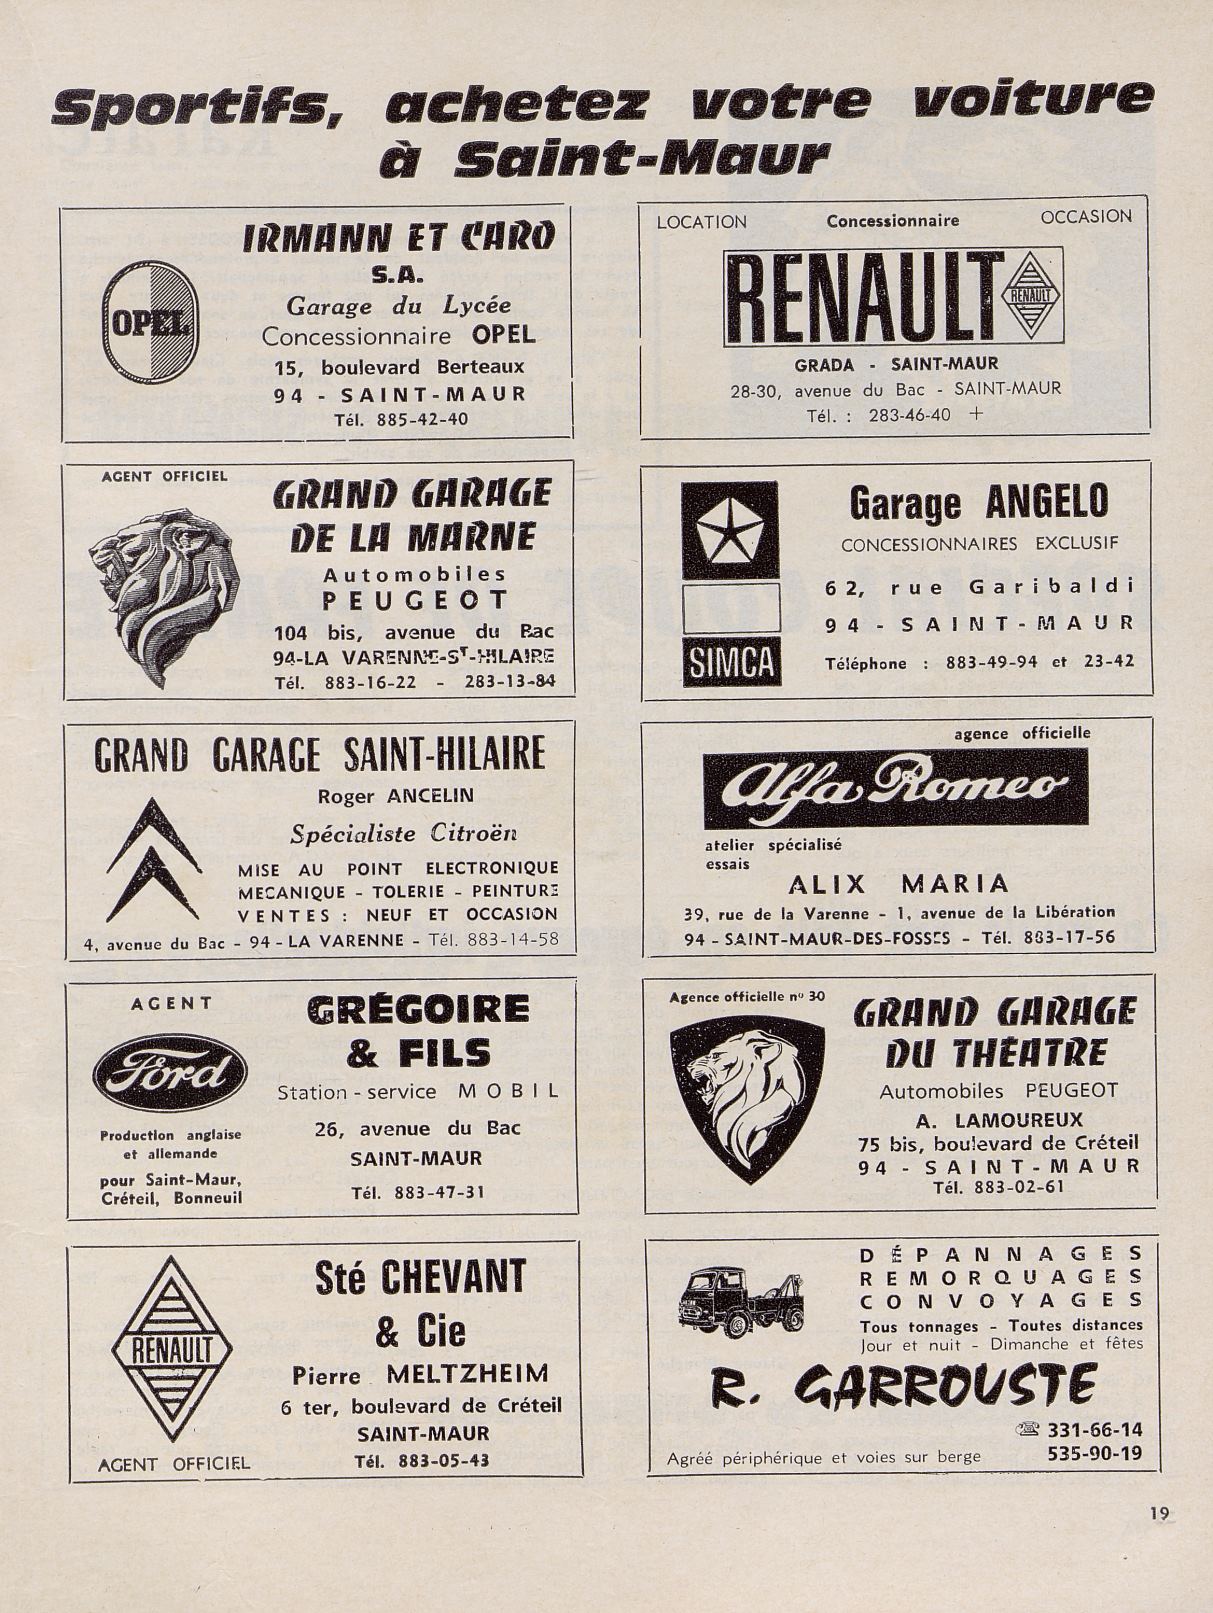 Sportifs, achetez votre voiture
à Saint-Maur
OPEL
IRMANN ET CARO
S.A.
Garage du Lycée
Concessionnaire OPEL
15, boulevard Berteaux
94 - SAINT-MAUR
Tél. 885-42-40
LOCATION Concessionnaire OCCASION
RENAULT RENAULT
GRADA - SAINT-MAUR
28-30, avenue du Bac - SAINT-MAUR
Tél. : 283-46-40 +
AGENT OFFICIEL
GRAND GARAGE
DE LA MARNE
Automobiles
PEUGEOT
104 bis, avenue du Bac
94-LA VARENNE-ST-HILAIRE
Tél. 883-16-22 - 283-13-84
SIMCA
Garage ANGELO
CONCESSIONNAIRES EXCLUSIF
62, rue Garibaldi
94 - SAINT-MAUR
Téléphone : 883-49-94 et 23-42
GRAND GARAGE SAINT-HILAIRE
Roger ANCELIN
Spécialiste Citroën
MISE AU POINT ELECTRONIQUE
MECANIQUE - TOLERIE - PEINTURE
VENTES : NEUF ET OCCASION
4, avenue du Bac - 94 - LA VARENNE - Tél. 883-14-58
agence officielle
Alfa Romeo
atelier spécialisé
essais
ALIX MARIA
39, rue de la Varenne - 1, avenue de la Libération
94 - SAINT-MAUR-DES-FOSSES - Tél. 883-17-56
AGENT
Ford
Production anglaise
et allemande
pour Saint-Maur,
Créteil, Bonneuil
GRÉGOIRE
& FILS
Station-service MOBIL
26, avenue du Bac
SAINT-MAUR
Tél. 883-47-31
Agence officielle nº 30
GRAND GARAGE
DU THÉATRE
Automobiles PEUGEOT
A. LAMOUREUX
75 bis, boulevard de Créteil
94 - SAINT-MAUR
Tél. 883-02-61
RENAULT
AGENT OFFICIEL
Sté CHEVANT
& Cie
Pierre MELTZHEIM
6 ter, boulevard de Créteil
SAINT-MAUR
Tél. 883-05-43
DÉPANNAGES
REMORQUAGES
CONVOYAGES
Tous tonnages - Toutes distances
Jour et nuit - Dimanche et fêtes
R. GARROUSTE
☎ 331-66-14
Agréé périphérique et voies sur berge 535-90-19
19